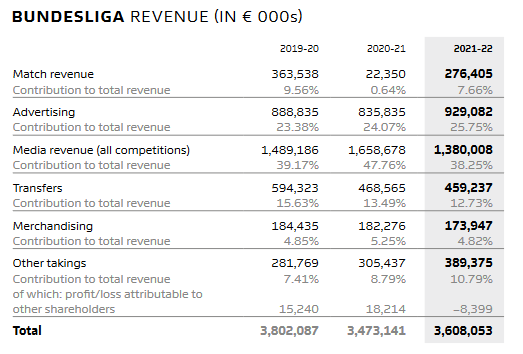 BUNDESLIGA REVENUE (IN € 000s)
2019-20 2020-21 2021-22
Match revenue 363,538 22,350 276,405
Contribution to total revenue 9.56% 0.64% 7.66%
Advertising 888,835 835,835 929,082
Contribution to total revenue 23.38% 24.07% 25.75%
Media revenue (all competitions) 1,489,186 1,658,678 1,380,008
Contribution to total revenue 39.17% 47.76% 38.25%
Transfers 594,323 468,565 459,237
Contribution to total revenue 15.63% 13.49% 12.73%
Merchandising 184,435 182,276 173,947
Contribution to total revenue 4.85% 5.25% 4.82%
Other takings 281,769 305,437 389,375
Contribution to total revenue 7.41% 8.79% 10.79%
of which: profit/loss attributable to
other shareholders 15,240 18,214 –8,399
Total 3,802,087 3,473,141 3,608,053